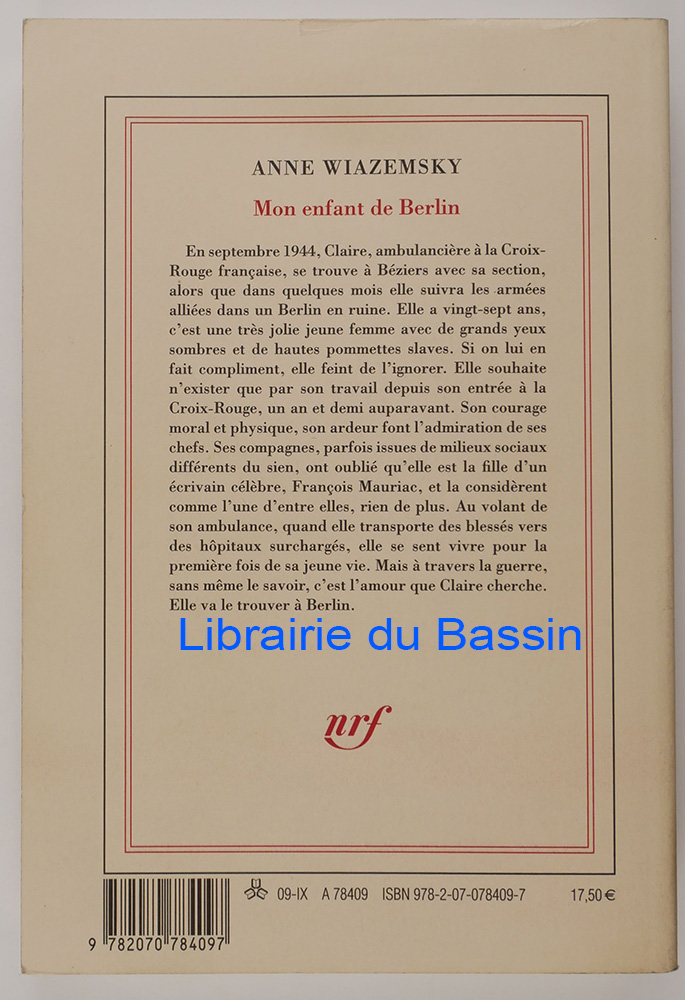 ANNE WIAZEMSKY
Mon enfant de Berlin
En septembre 1944, Claire, ambulancière à la Croix-
Rouge française, se trouve à Béziers avec sa section,
alors que dans quelques mois elle suivra les armées
alliées dans un Berlin en ruine. Elle a vingt-sept ans,
c'est une très jolie jeune femme avec de grands yeux
sombres et de hautes pommettes slaves. Si on lui en
fait compliment, elle feint de l'ignorer. Elle souhaite
n'exister que par son travail depuis son entrée à la
Croix-Rouge, un an et demi auparavant. Son courage
moral et physique, son ardeur font l'admiration de ses
chefs. Ses compagnes, parfois issues de milieux sociaux
différents du sien, ont oublié qu'elle est la fille d'un
écrivain célèbre, François Mauriac, et la considèrent
comme l'une d'entre elles, rien de plus. Au volant de
son ambulance, quand elle transporte des blessés vers
des hôpitaux surchargés, elle se sent vivre pour la
première fois de sa jeune vie. Mais à travers la guerre,
sans même le savoir, c'est l'amour que Claire cherche.
Elle va le trouver à Berlin.
Librairie du Bassin
nrf
09-IX A 78409 ISBN 978-2-07-078409-7 17,50 €
9 782070 784097